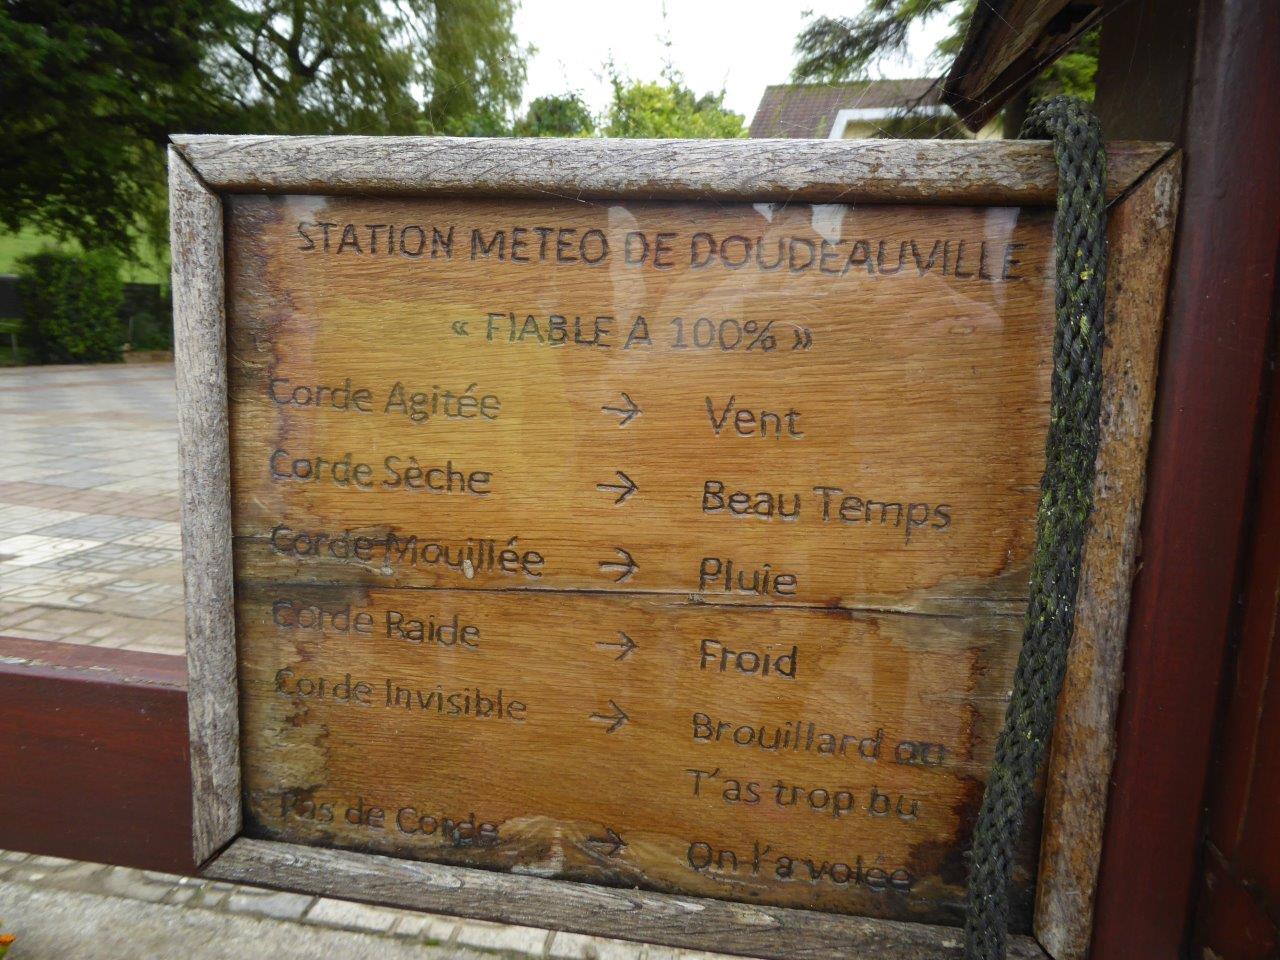 STATION METEO DE DOUDEAUVILLE
« FIABLE A 100% »
Corde Agitée → Vent
Corde Sèche → Beau Temps
Corde Mouillée → Pluie
Corde Raide → Froid
Corde Invisible → Brouillard ou
T'as trop bu
Pas de Corde → On l'a volée